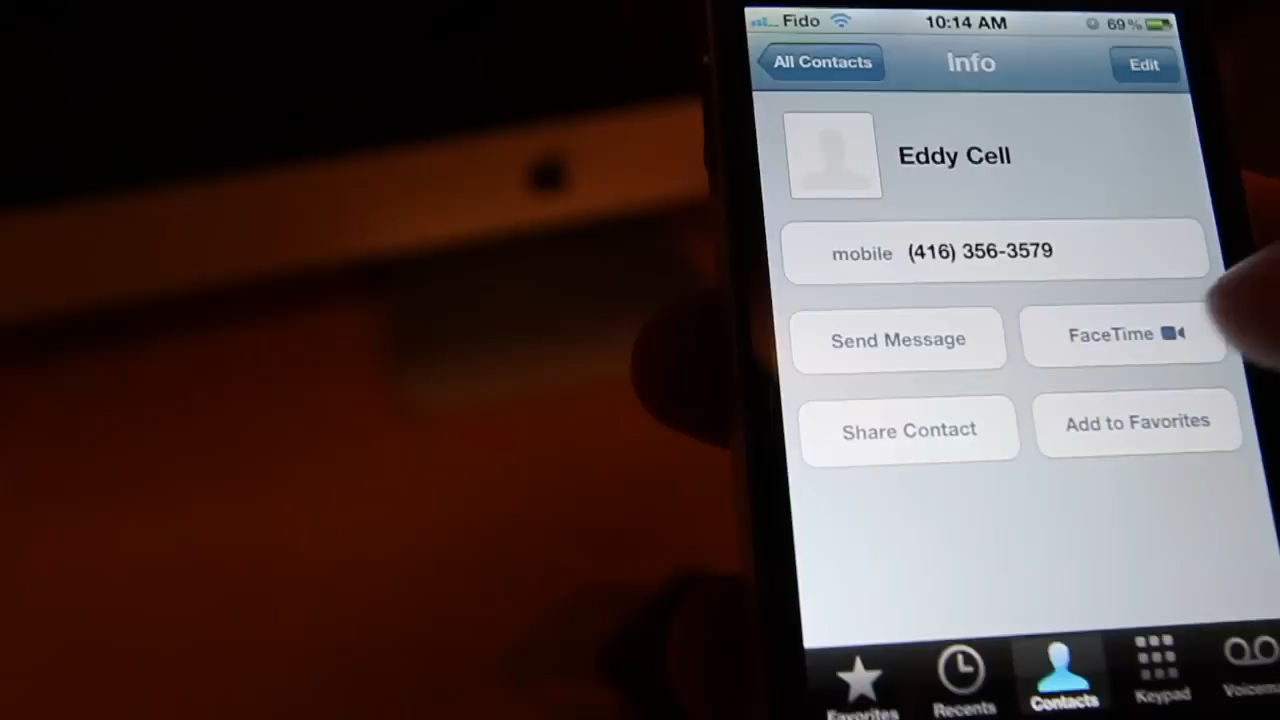 Fido 10:14 AM 69%
All Contacts Info Edit
Eddy Cell
mobile (416) 356-3579
Send Message FaceTime
Share Contact Add to Favorites
Favorites Recents Contacts Keypad